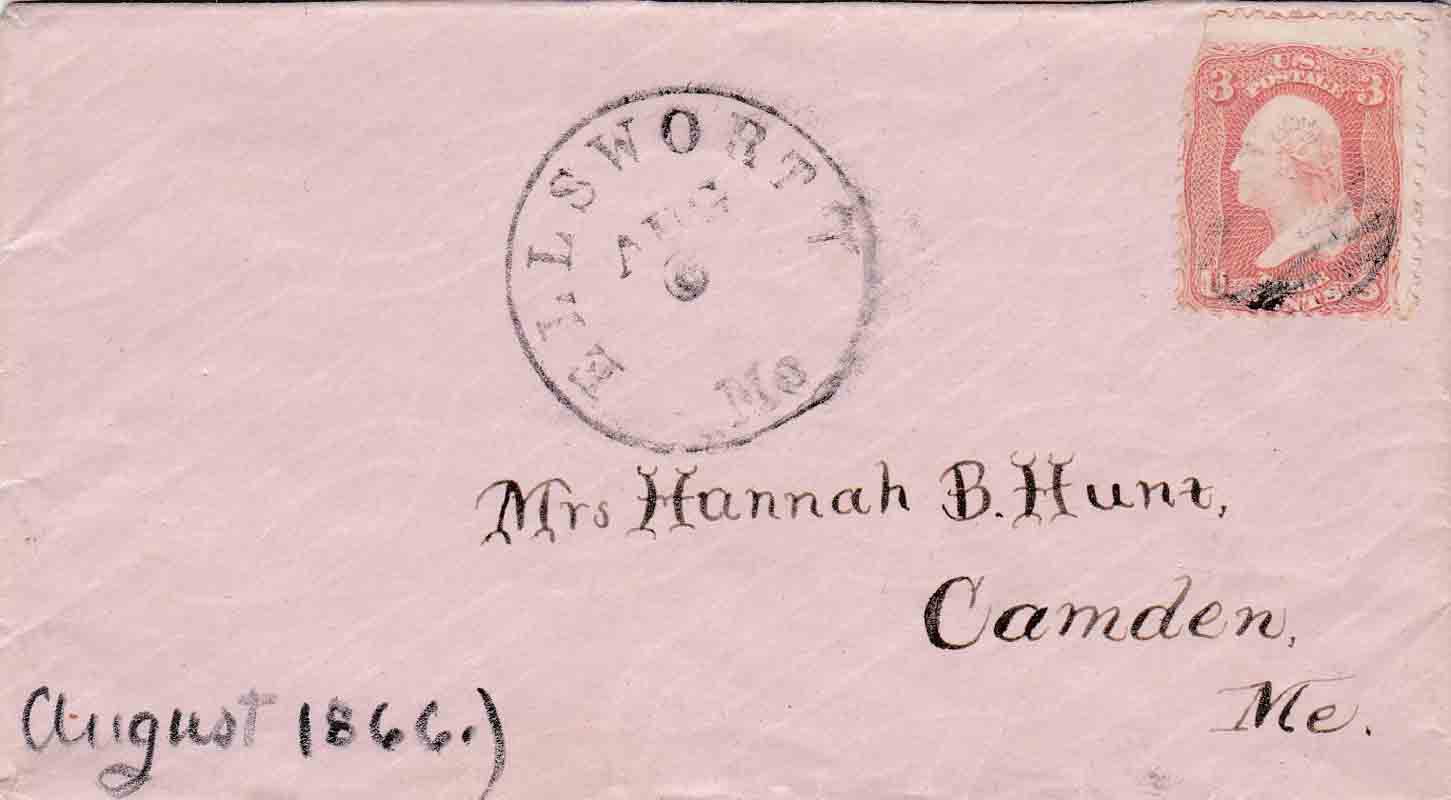 U.S.
POSTAGE
3 3
ELLSWORTH
AUG
6
Me
Mrs Hannah B. Hunt,
Camden,
Me.
August 1866.)